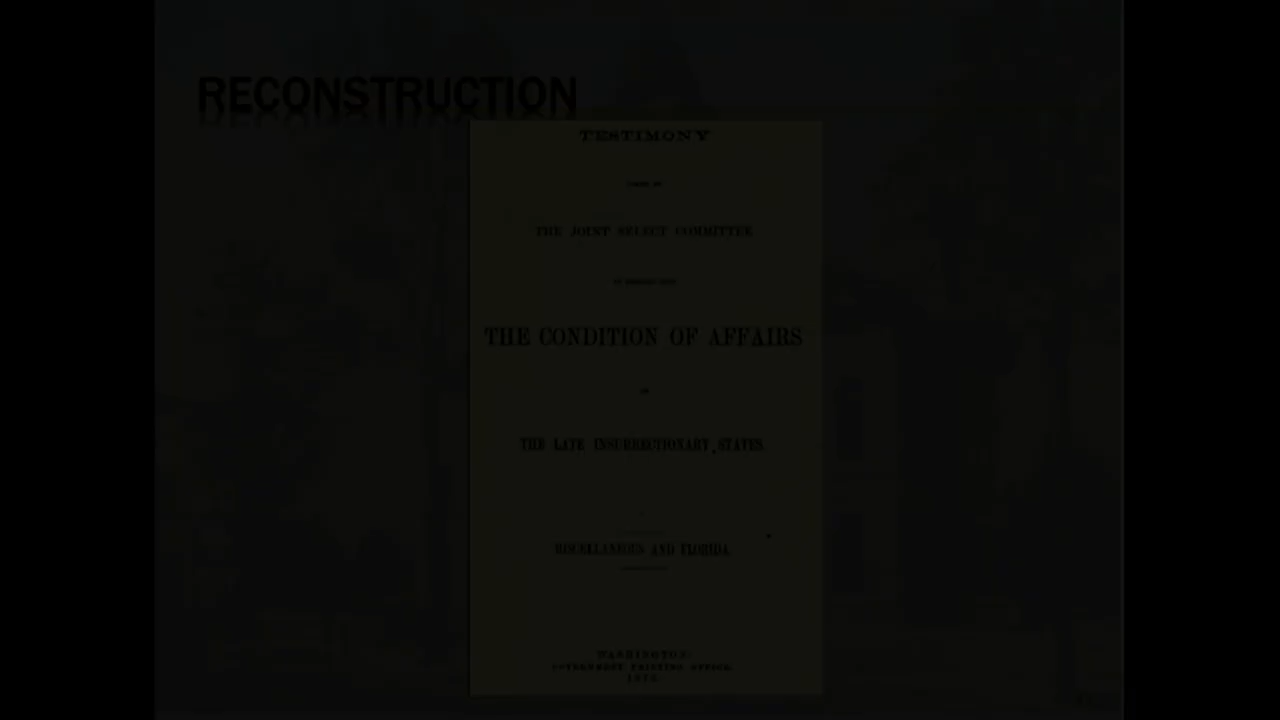 RECONSTRUCTION
TESTIMONY
THE JOINT SELECT COMMITTEE
THE CONDITION OF AFFAIRS
THE LATE INSURRECTIONARY STATES
MISCELLANEOUS AND FLORIDA
WASHINGTON:
GOVERNMENT PRINTING OFFICE.